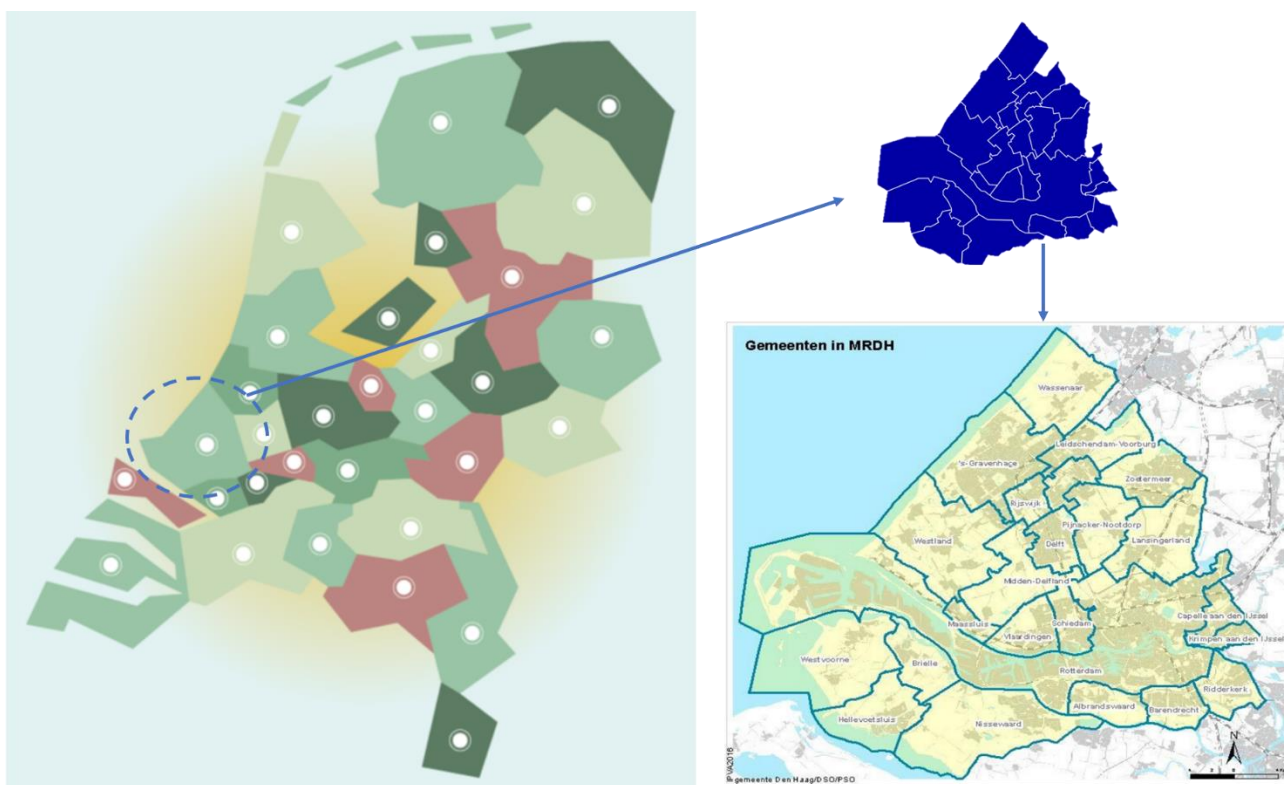 Gemeenten in MRDH
Wassenaar
Leidschendam-Voorburg
's-Gravenhage
Zoetermeer
Rijswijk
Pijnacker-Nootdorp
Westland
Delft
Lansingerland
Midden-Delfland
Capelle aan den IJssel
Maassluis
Schiedam
Vlaardingen
Krimpen aan den IJssel
Westvoorne
Brielle
Rotterdam
Ridderkerk
Albrandswaard
Barendrecht
Hellevoetsluis
Nissewaard
N
PVA2016
gemeente Den Haag/DSO/PSO